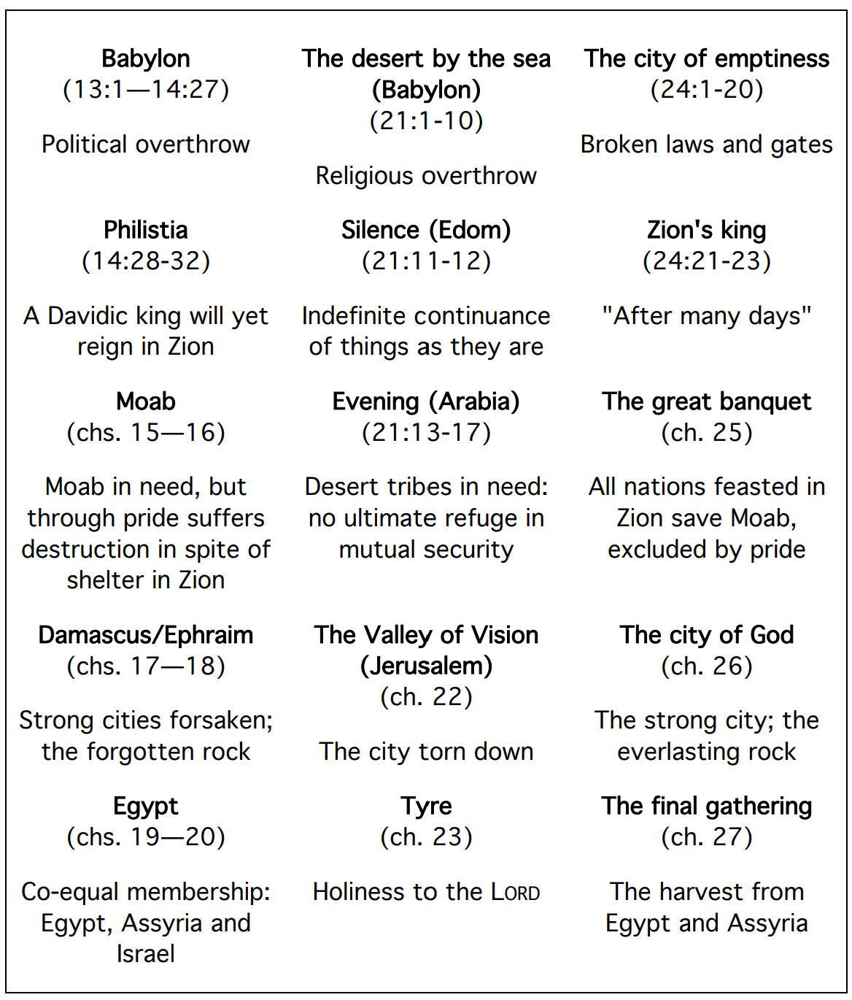 Babylon
(13:1—14:27)
Political overthrow
The desert by the sea
(Babylon)
(21:1-10)
Religious overthrow
The city of emptiness
(24:1-20)
Broken laws and gates
Philistia
(14:28-32)
A Davidic king will yet
reign in Zion
Silence (Edom)
(21:11-12)
Indefinite continuance
of things as they are
Zion's king
(24:21-23)
"After many days"
Moab
(chs. 15—16)
Moab in need, but
through pride suffers
destruction in spite of
shelter in Zion
Evening (Arabia)
(21:13-17)
Desert tribes in need:
no ultimate refuge in
mutual security
The great banquet
(ch. 25)
All nations feasted in
Zion save Moab,
excluded by pride
Damascus/Ephraim
(chs. 17—18)
Strong cities forsaken;
the forgotten rock
The Valley of Vision
(Jerusalem)
(ch. 22)
The city torn down
The city of God
(ch. 26)
The strong city; the
everlasting rock
Egypt
(chs. 19—20)
Co-equal membership:
Egypt, Assyria and
Israel
Tyre
(ch. 23)
Holiness to the LORD
The final gathering
(ch. 27)
The harvest from
Egypt and Assyria